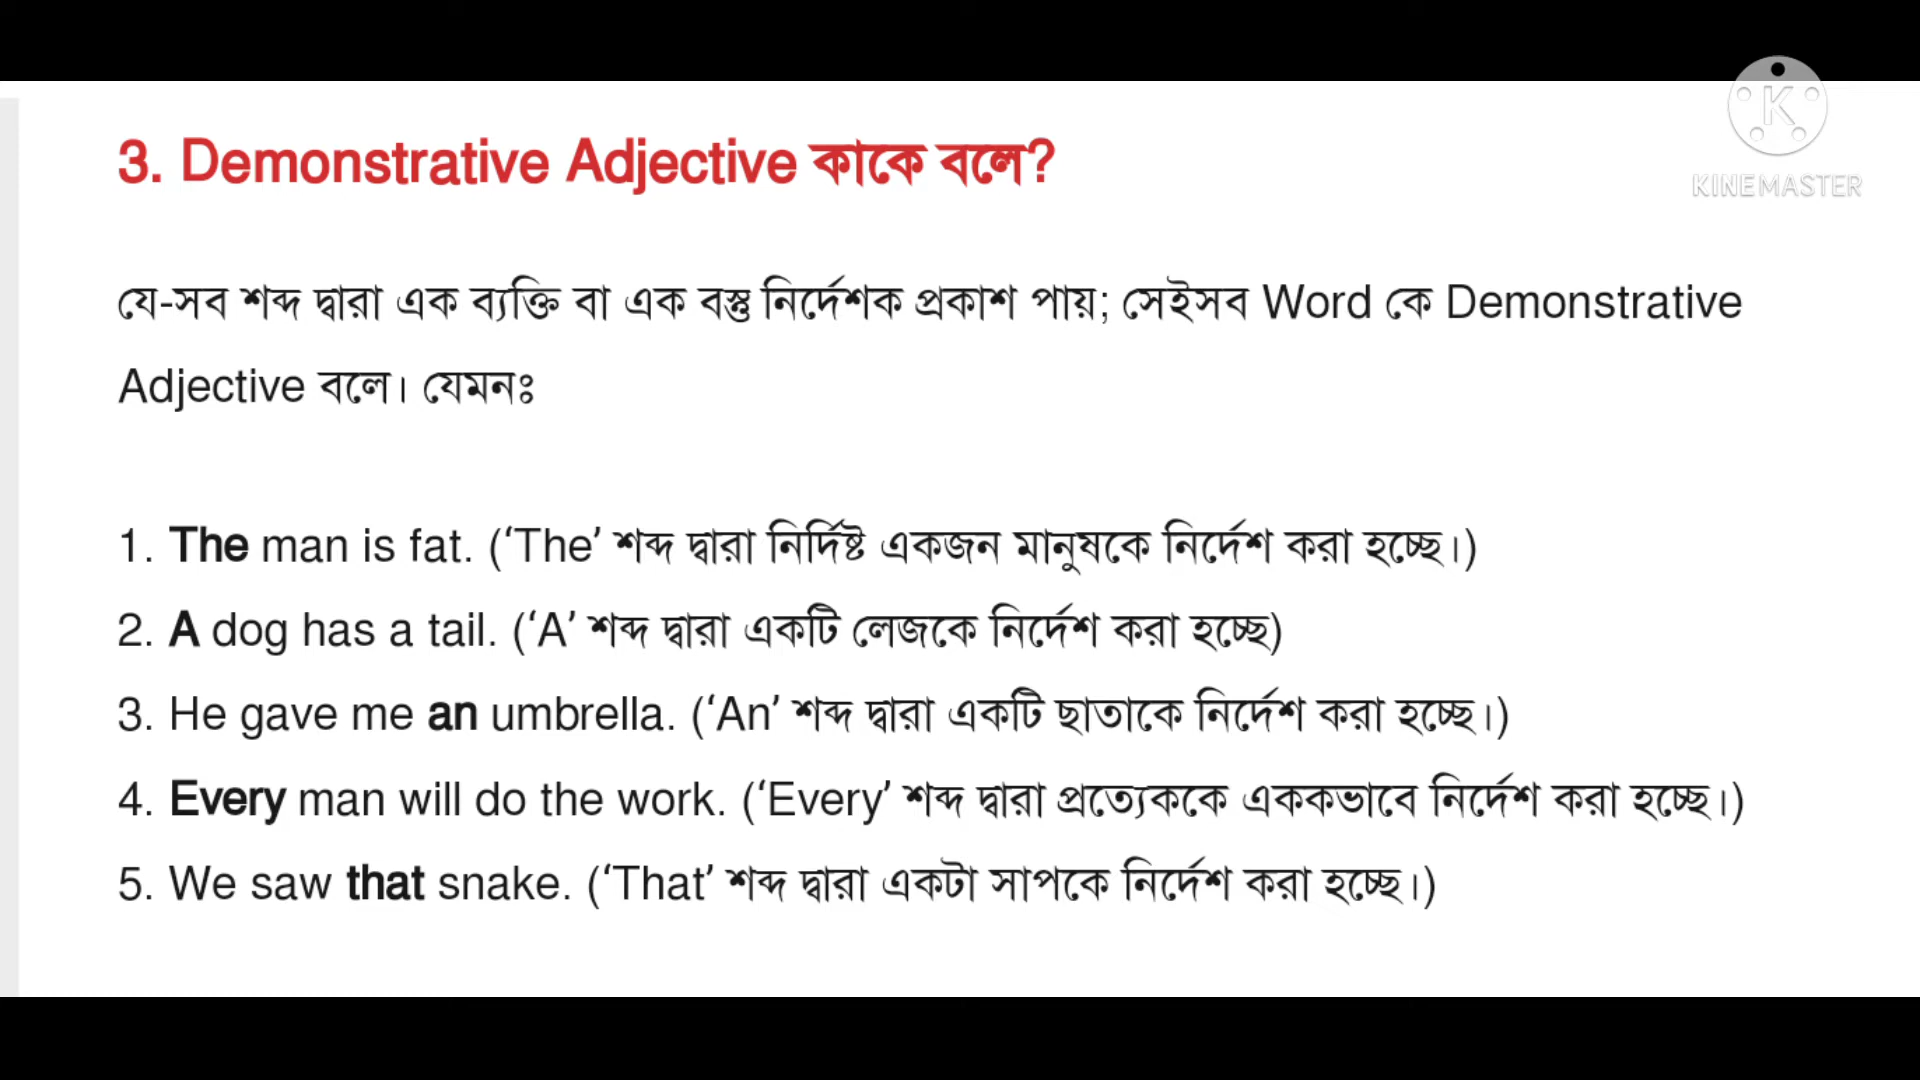 3. Demonstrative Adjective কাকে বলে?
KINEMASTER
যে-সব শব্দ দ্বারা এক ব্যক্তি বা এক বস্তু নির্দেশক প্রকাশ পায়; সেইসব Word কে Demonstrative
Adjective বলে। যেমনঃ
1. The man is fat. (‘The’ শব্দ দ্বারা নির্দিষ্ট একজন মানুষকে নির্দেশ করা হচ্ছে।)
2. A dog has a tail. (‘A’ শব্দ দ্বারা একটি লেজকে নির্দেশ করা হচ্ছে)
3. He gave me an umbrella. (‘An’ শব্দ দ্বারা একটি ছাতাকে নির্দেশ করা হচ্ছে।)
4. Every man will do the work. (‘Every’ শব্দ দ্বারা প্রত্যেককে এককভাবে নির্দেশ করা হচ্ছে।)
5. We saw that snake. (‘That’ শব্দ দ্বারা একটা সাপকে নির্দেশ করা হচ্ছে।)